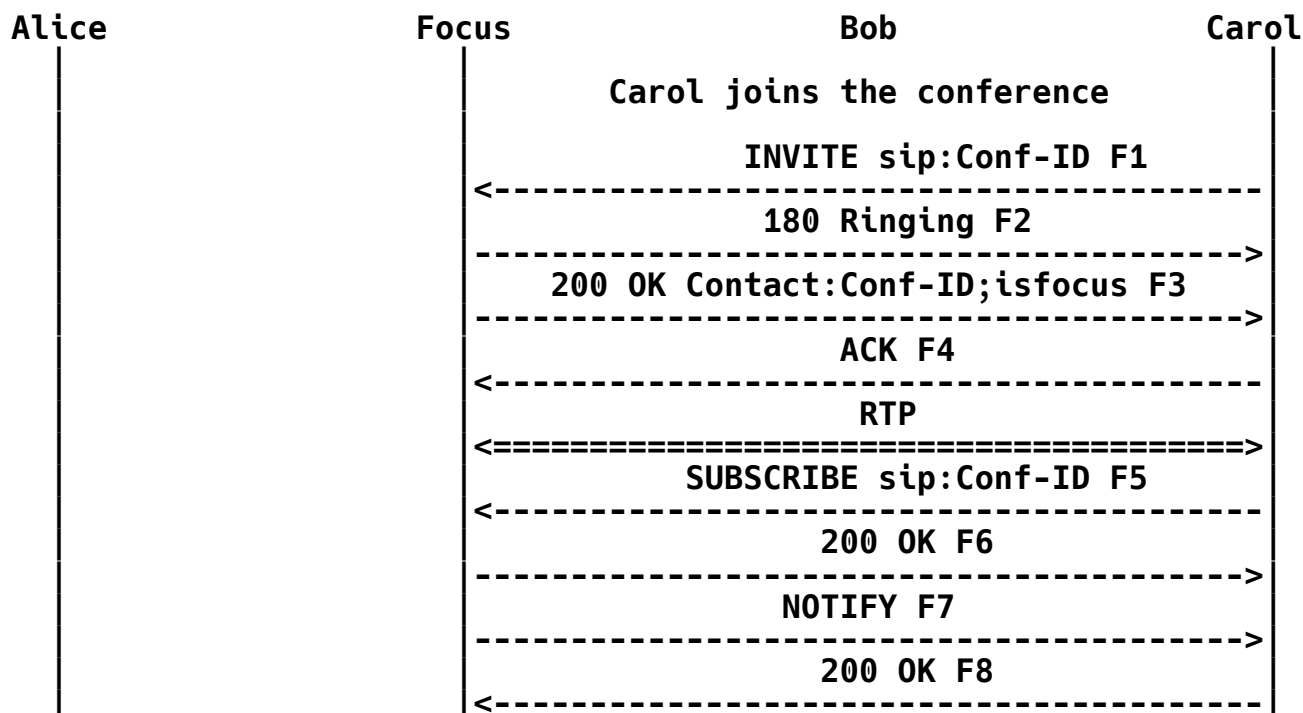 Alice Focus Bob Carol
Carol joins the conference
INVITE sip:Conf-ID F1
180 Ringing F2
200 OK Contact:Conf-ID;isfocus F3
ACK F4
RTP
SUBSCRIBE sip:Conf-ID F5
200 OK F6
NOTIFY F7
200 OK F8